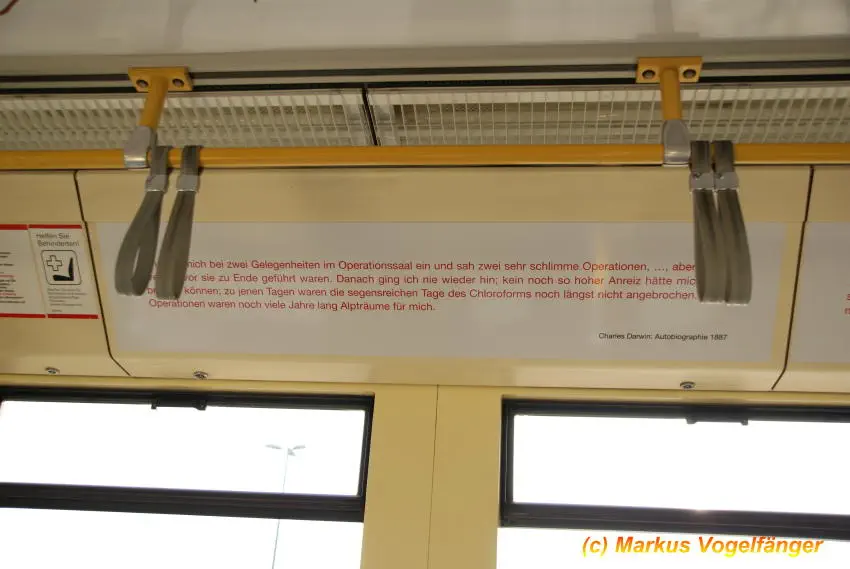 Helfen Sie
Behinderten!
mich bei zwei Gelegenheiten im Operationssaal ein und sah zwei sehr schlimme Operationen, ..., aber
vor sie zu Ende geführt waren. Danach ging ich nie wieder hin; kein noch so hoher Anreiz hätte mic
können; zu jenen Tagen waren die segensreichen Tage des Chloroforms noch längst nicht angebrochen.
Operationen waren noch viele Jahre lang Alpträume für mich.
Charles Darwin: Autobiographie 1887
(c) Markus Vogelfänger